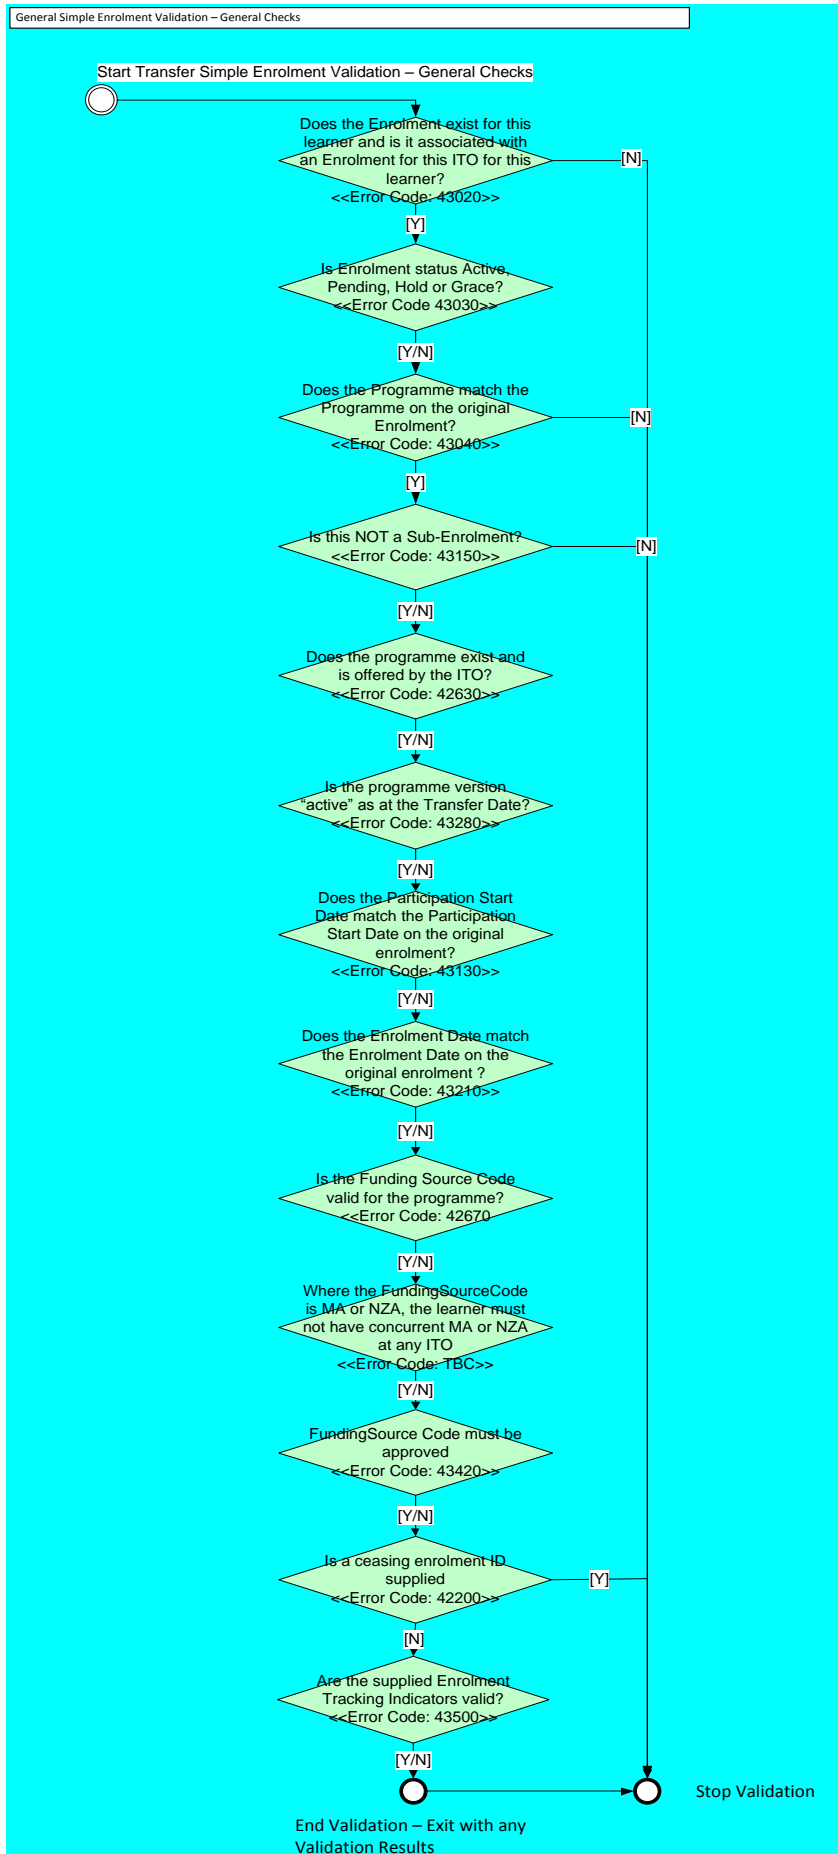 General Simple Enrolment Validation – General Checks
Start Transfer Simple Enrolment Validation – General Checks
Does the Enrolment exist for this
learner and is it associated with
an Enrolment for this ITO for this
learner?
<<Error Code: 43020>>
[N]
[Y]
Is Enrolment status Active,
Pending, Hold or Grace?
<<Error Code 43030>>
[Y/N]
Does the Programme match the
Programme on the original
Enrolment?
<<Error Code: 43040>>
[N]
[Y]
Is this NOT a Sub-Enrolment?
<<Error Code: 43150>>
[N]
[Y/N]
Does the programme exist and
is offered by the ITO?
<<Error Code: 42630>>
[Y/N]
Is the programme version
“active” as at the Transfer Date?
<<Error Code: 43280>>
[Y/N]
Does the Participation Start
Date match the Participation
Start Date on the original
enrolment?
<<Error Code: 43130>>
[Y/N]
Does the Enrolment Date match
the Enrolment Date on the
original enrolment ?
<<Error Code: 43210>>
[Y/N]
Is the Funding Source Code
valid for the programme?
<<Error Code: 42670
[Y/N]
Where the FundingSourceCode
is MA or NZA, the learner must
not have concurrent MA or NZA
at any ITO
<<Error Code: TBC>>
[Y/N]
FundingSource Code must be
approved
<<Error Code: 43420>>
[Y/N]
Is a ceasing enrolment ID
supplied
<<Error Code: 42200>>
[Y]
[N]
Are the supplied Enrolment
Tracking Indicators valid?
<<Error Code: 43500>>
[Y/N]
Stop Validation
End Validation – Exit with any
Validation Results